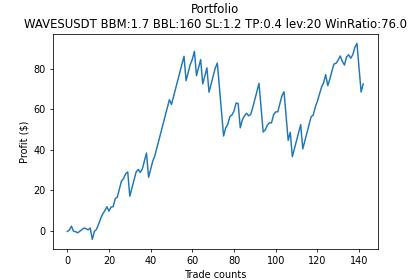 Portfolio
WAVESUSDT BBM:1.7 BBL:160 SL:1.2 TP:0.4 lev:20 WinRatio:76.0
80
60
40
20
0
Profit ($)
0 20 40 60 80 100 120 140
Trade counts